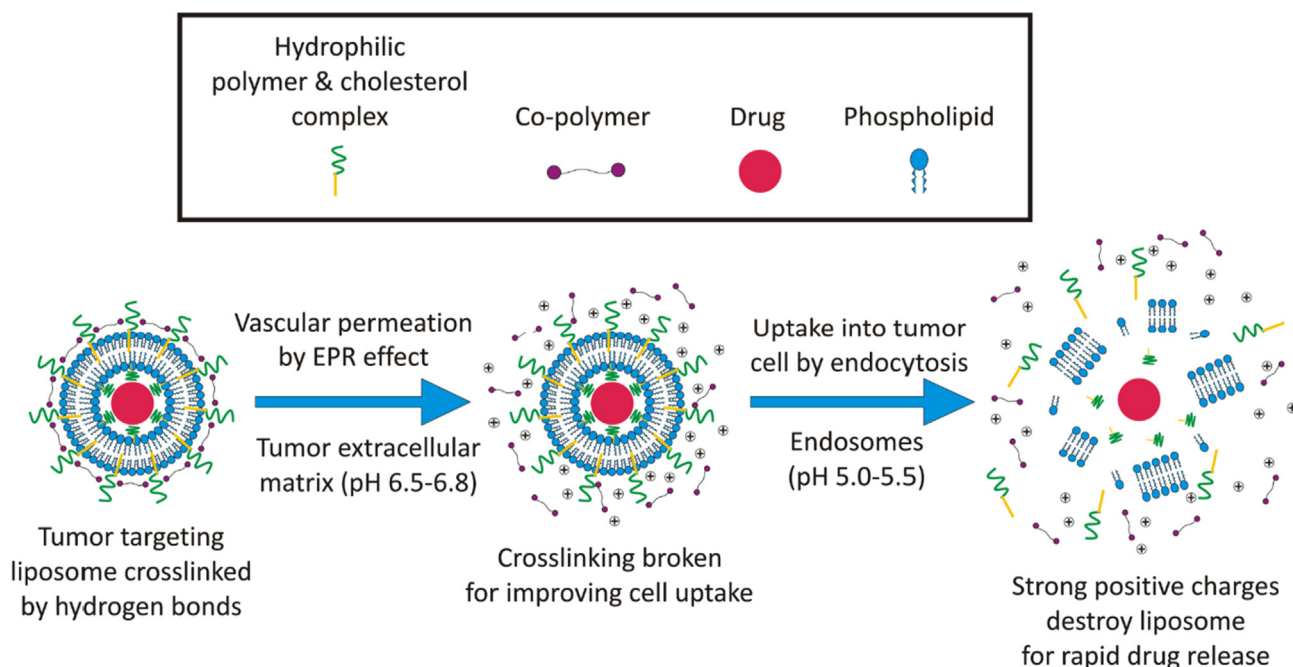 Hydrophilic
polymer & cholesterol
complex
Co-polymer
Drug
Phospholipid
Vascular permeation
by EPR effect
Tumor extracellular
matrix (pH 6.5-6.8)
Uptake into tumor
cell by endocytosis
Endosomes
(pH 5.0-5.5)
Tumor targeting
liposome crosslinked
by hydrogen bonds
Crosslinking broken
for improving cell uptake
Strong positive charges
destroy liposome
for rapid drug release